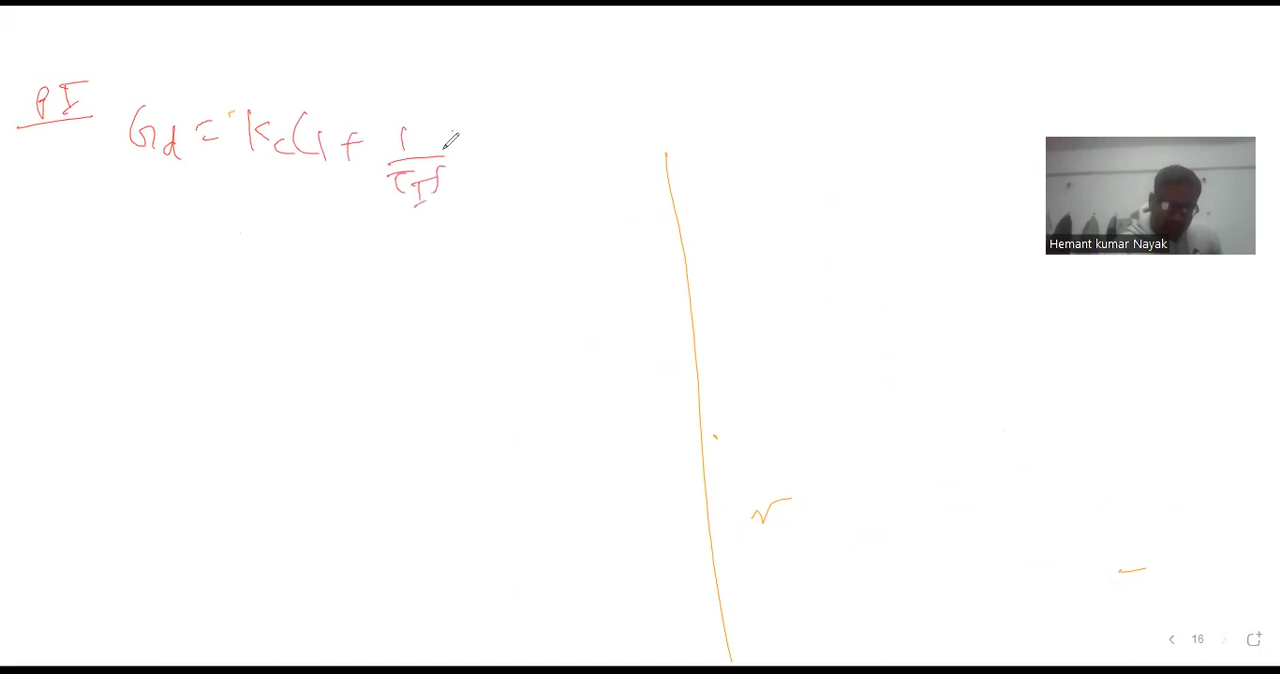 PI
Gd = Kc(1 + 1/τIs
Hemant kumar Nayak
16